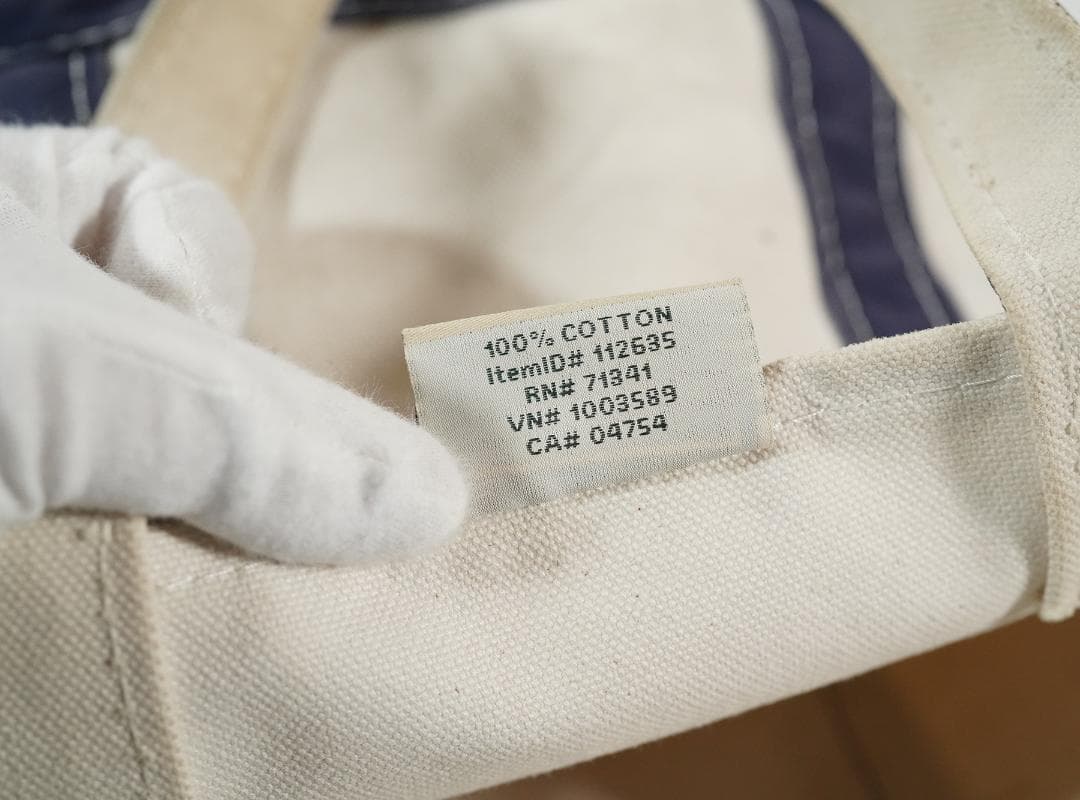 100% COTTON
ItemID# 112635
RN# 71341
VN# 1003589
CA# 04754